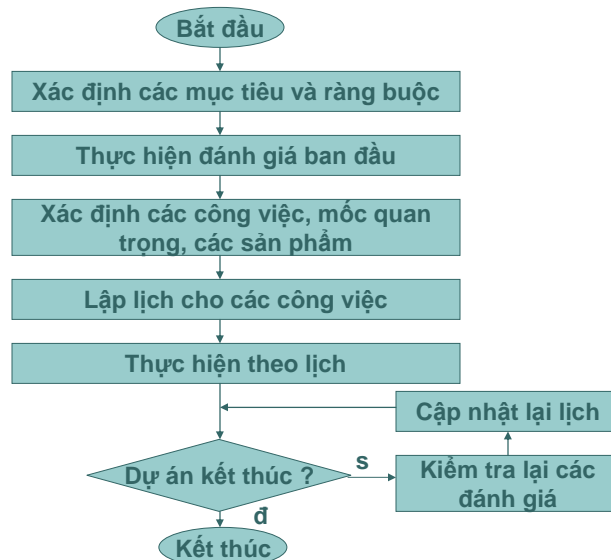 Bắt đầu
Xác định các mục tiêu và ràng buộc
Thực hiện đánh giá ban đầu
Xác định các công việc, mốc quan
trọng, các sản phẩm
Lập lịch cho các công việc
Thực hiện theo lịch
Cập nhật lại lịch
Dự án kết thúc ?
s
Kiểm tra lại các
đánh giá
đ
Kết thúc